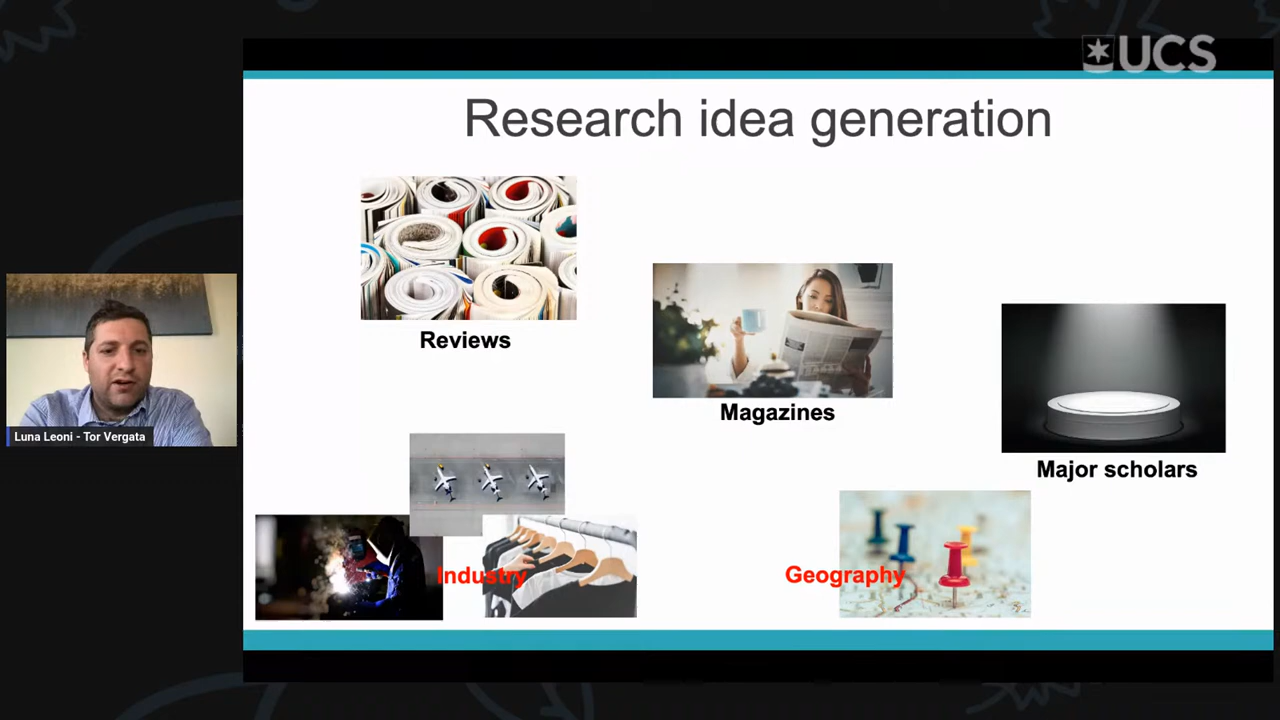 UCS
Research idea generation
Reviews
Magazines
Major scholars
Luna Leoni - Tor Vergata
Industry
Geography